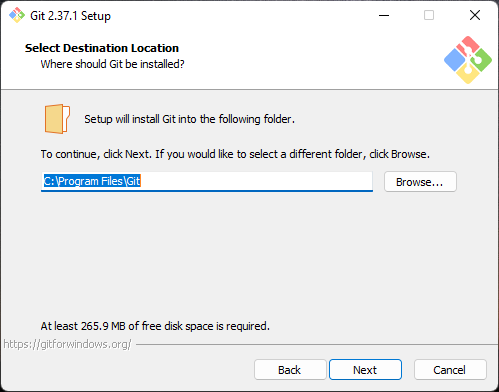 Git 2.37.1 Setup
Select Destination Location
Where should Git be installed?
Setup will install Git into the following folder.
To continue, click Next. If you would like to select a different folder, click Browse.
C:\Program Files\Git
Browse...
At least 265.9 MB of free disk space is required.
https://gitforwindows.org/
Back
Next
Cancel